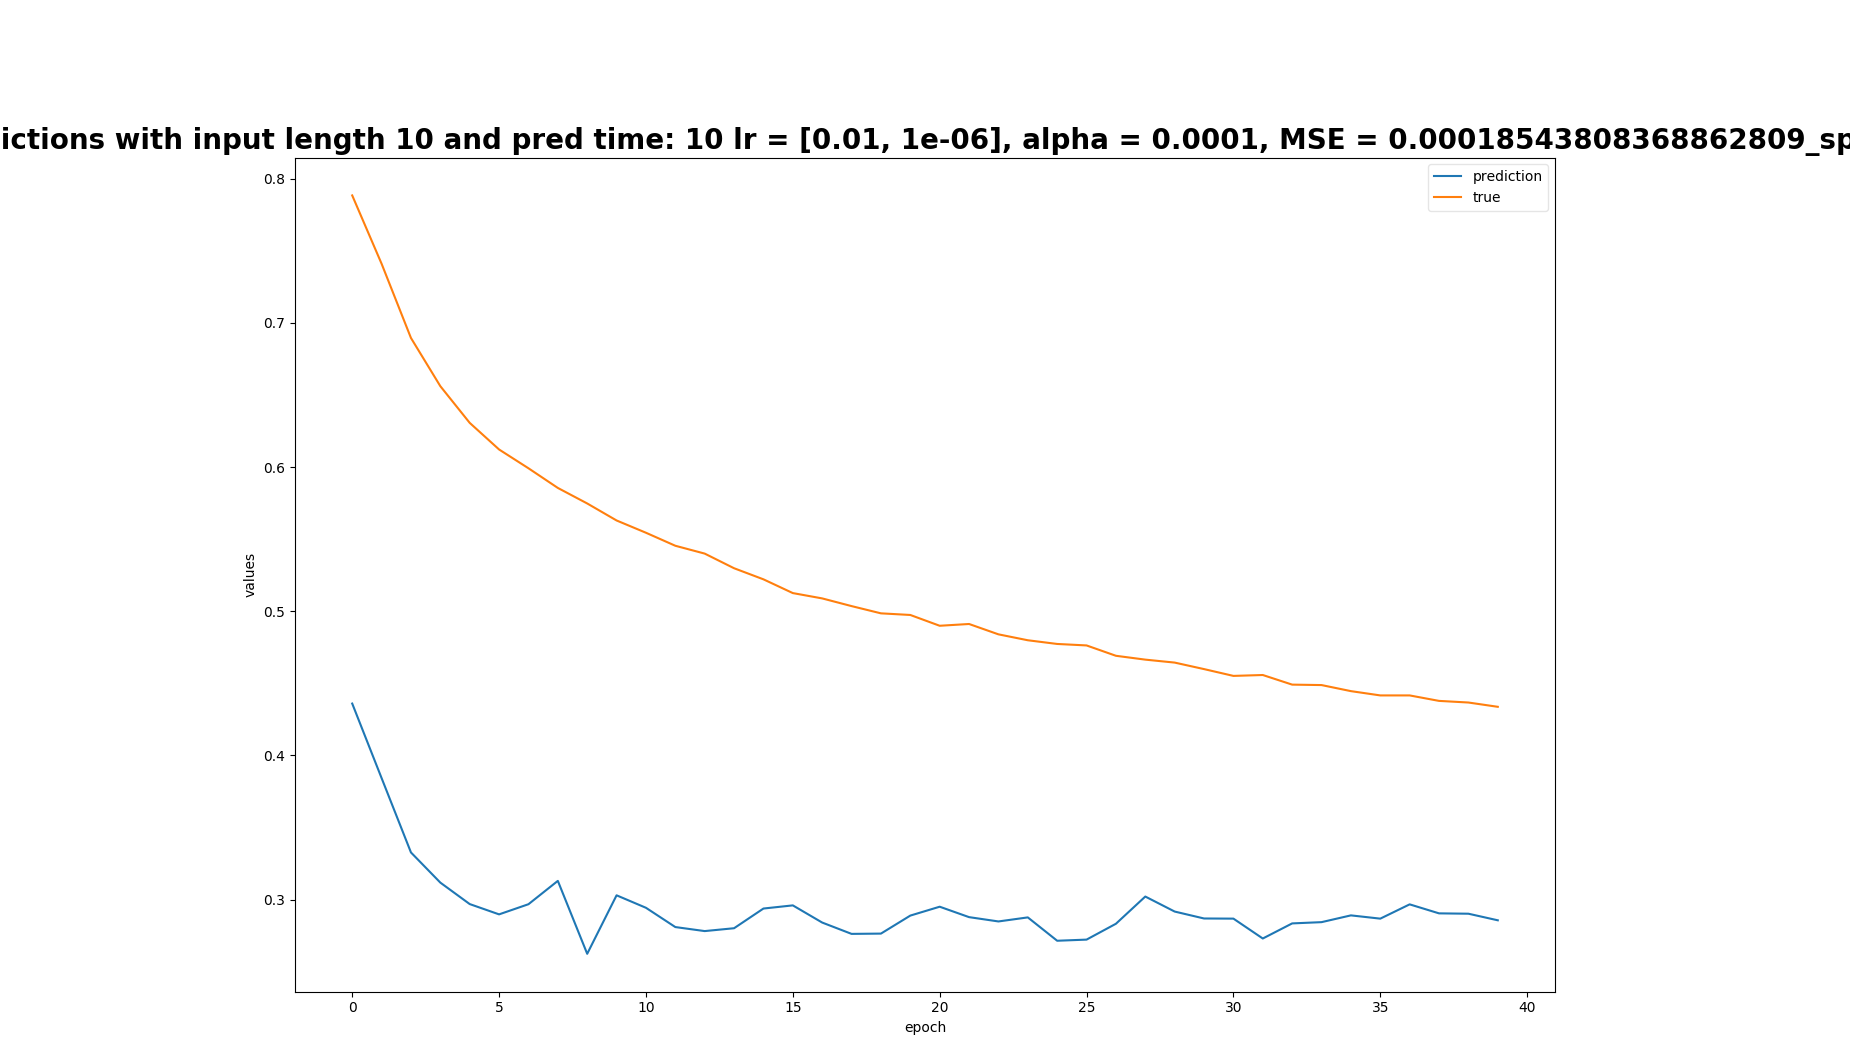 ictions with input length 10 and pred time: 10 lr = [0.01, 1e-06], alpha = 0.0001, MSE = 0.00018543808368862809_sp
prediction
true
0.8
0.7
0.6
0.5
0.4
0.3
values
0 5 10 15 20 25 30 35 40
epoch